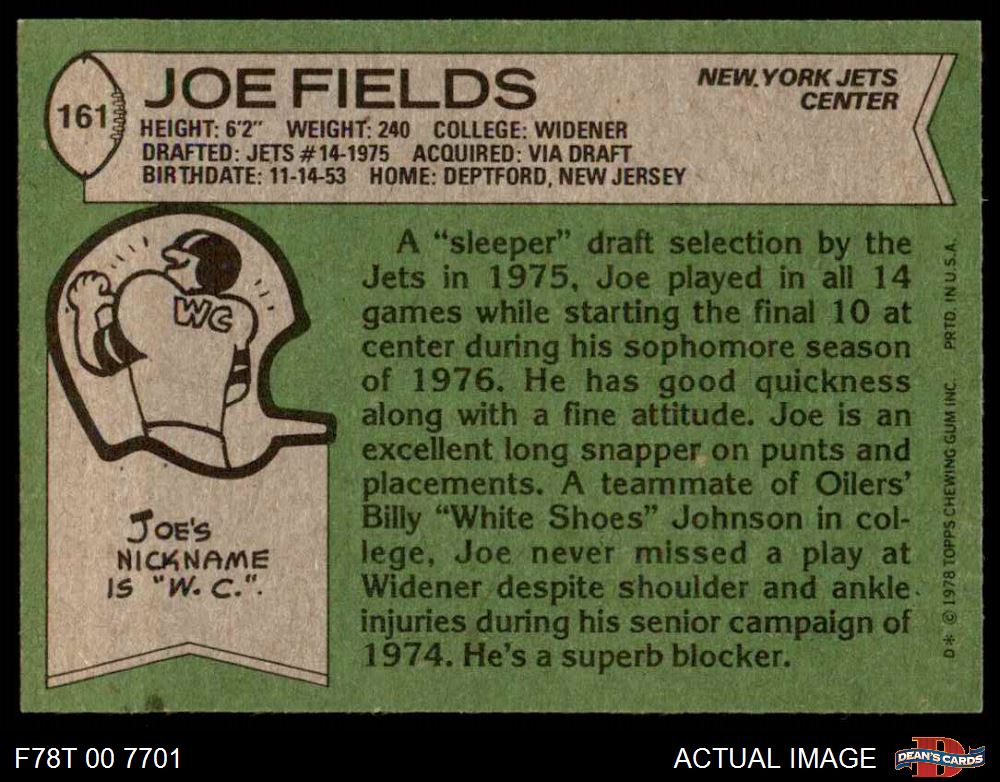 161
JOE FIELDS
NEW YORK JETS
CENTER
HEIGHT: 6'2" WEIGHT: 240 COLLEGE: WIDENER
DRAFTED: JETS #14-1975 ACQUIRED: VIA DRAFT
BIRTHDATE: 11-14-53 HOME: DEPTFORD, NEW JERSEY
WC
JOE'S
NICKNAME
IS "W. C.".
A "sleeper" draft selection by the
Jets in 1975, Joe played in all 14
games while starting the final 10 at
center during his sophomore season
of 1976. He has good quickness
along with a fine attitude. Joe is an
excellent long snapper on punts and
placements. A teammate of Oilers'
Billy "White Shoes" Johnson in col-
lege, Joe never missed a play at
Widener despite shoulder and ankle
injuries during his senior campaign of
1974. He's a superb blocker.
D* © 1978 TOPPS CHEWING GUM INC. PRTD. IN U.S.A.
F78T 00 7701
ACTUAL IMAGE
D
DEAN'S CARDS